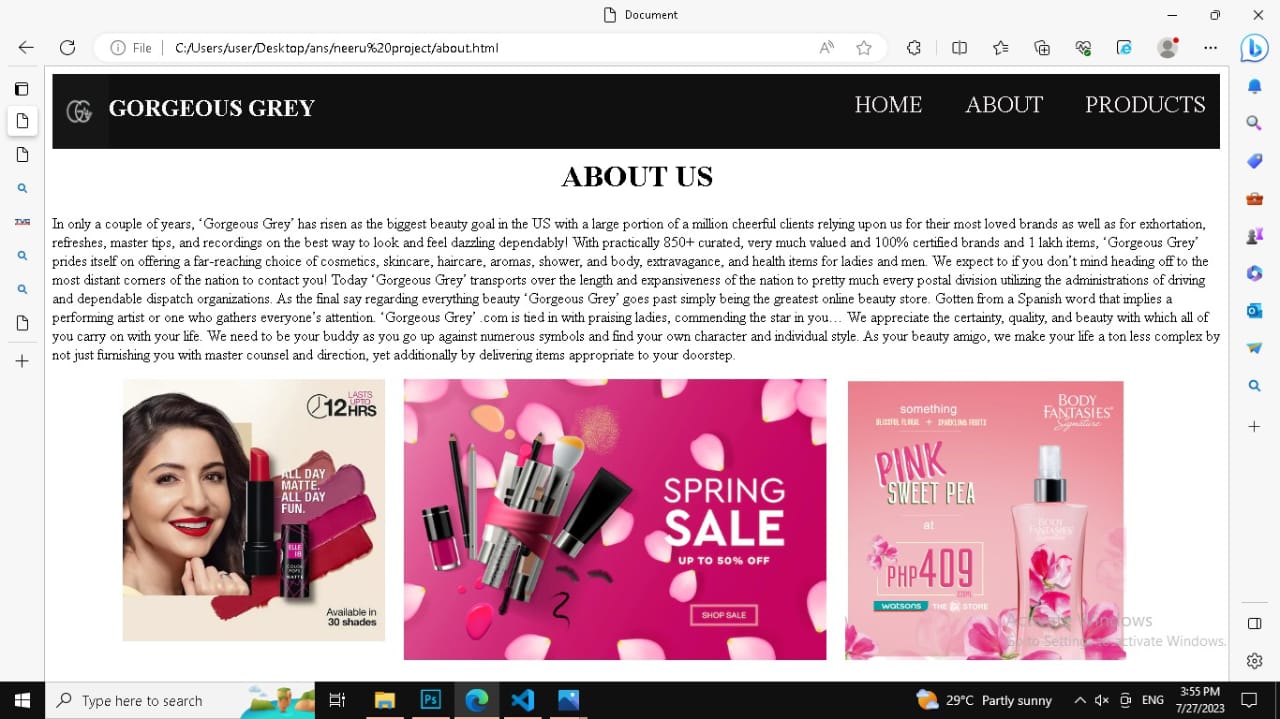 Document
File
C:/Users/user/Desktop/ans/neeru%20project/about.html
GORGEOUS GREY
HOME ABOUT PRODUCTS
ABOUT US
In only a couple of years, ‘Gorgeous Grey’ has risen as the biggest beauty goal in the US with a large portion of a million cheerful clients relying upon us for their most loved brands as well as for exhortation,
refreshes, master tips, and recordings on the best way to look and feel dazzling dependably! With practically 850+ curated, very much valued and 100% certified brands and 1 lakh items, ‘Gorgeous Grey’
prides itself on offering a far-reaching choice of cosmetics, skincare, haircare, aromas, shower, and body, extravagance, and health items for ladies and men. We expect to if you don’t mind heading off to the
most distant corners of the nation to contact you! Today ‘Gorgeous Grey’ transports over the length and expansiveness of the nation to pretty much every postal division utilizing the administrations of driving
and dependable dispatch organizations. As the final say regarding everything beauty ‘Gorgeous Grey’ goes past simply being the greatest online beauty store. Gotten from a Spanish word that implies a
performing artist or one who gathers everyone’s attention. ‘Gorgeous Grey’ .com is tied in with praising ladies, commending the star in you… We appreciate the certainty, quality, and beauty with which all of
you carry on with your life. We need to be your buddy as you go up against numerous symbols and find your own character and individual style. As your beauty amigo, we make your life a ton less complex by
not just furnishing you with master counsel and direction, yet additionally by delivering items appropriate to your doorstep.
LASTS
UPTO
12HRS
ALL DAY
MATTE.
ALL DAY
FUN.
ELLE
18
COLOR
POPS
MATTE
Available in
30 shades
SPRING
SALE
UP TO 50% OFF
SHOP SALE
something
BLISSFUL FLORAL + SPARKLING FRUITS
BODY
FANTASIES
Signature
PINK
SWEET PEA
at
PHP409
watsons THE SM STORE
BODY
FANTASIES
Activate Windows
Go to Settings to activate Windows.
Type here to search
29°C Partly sunny
ENG
3:55 PM
7/27/2023